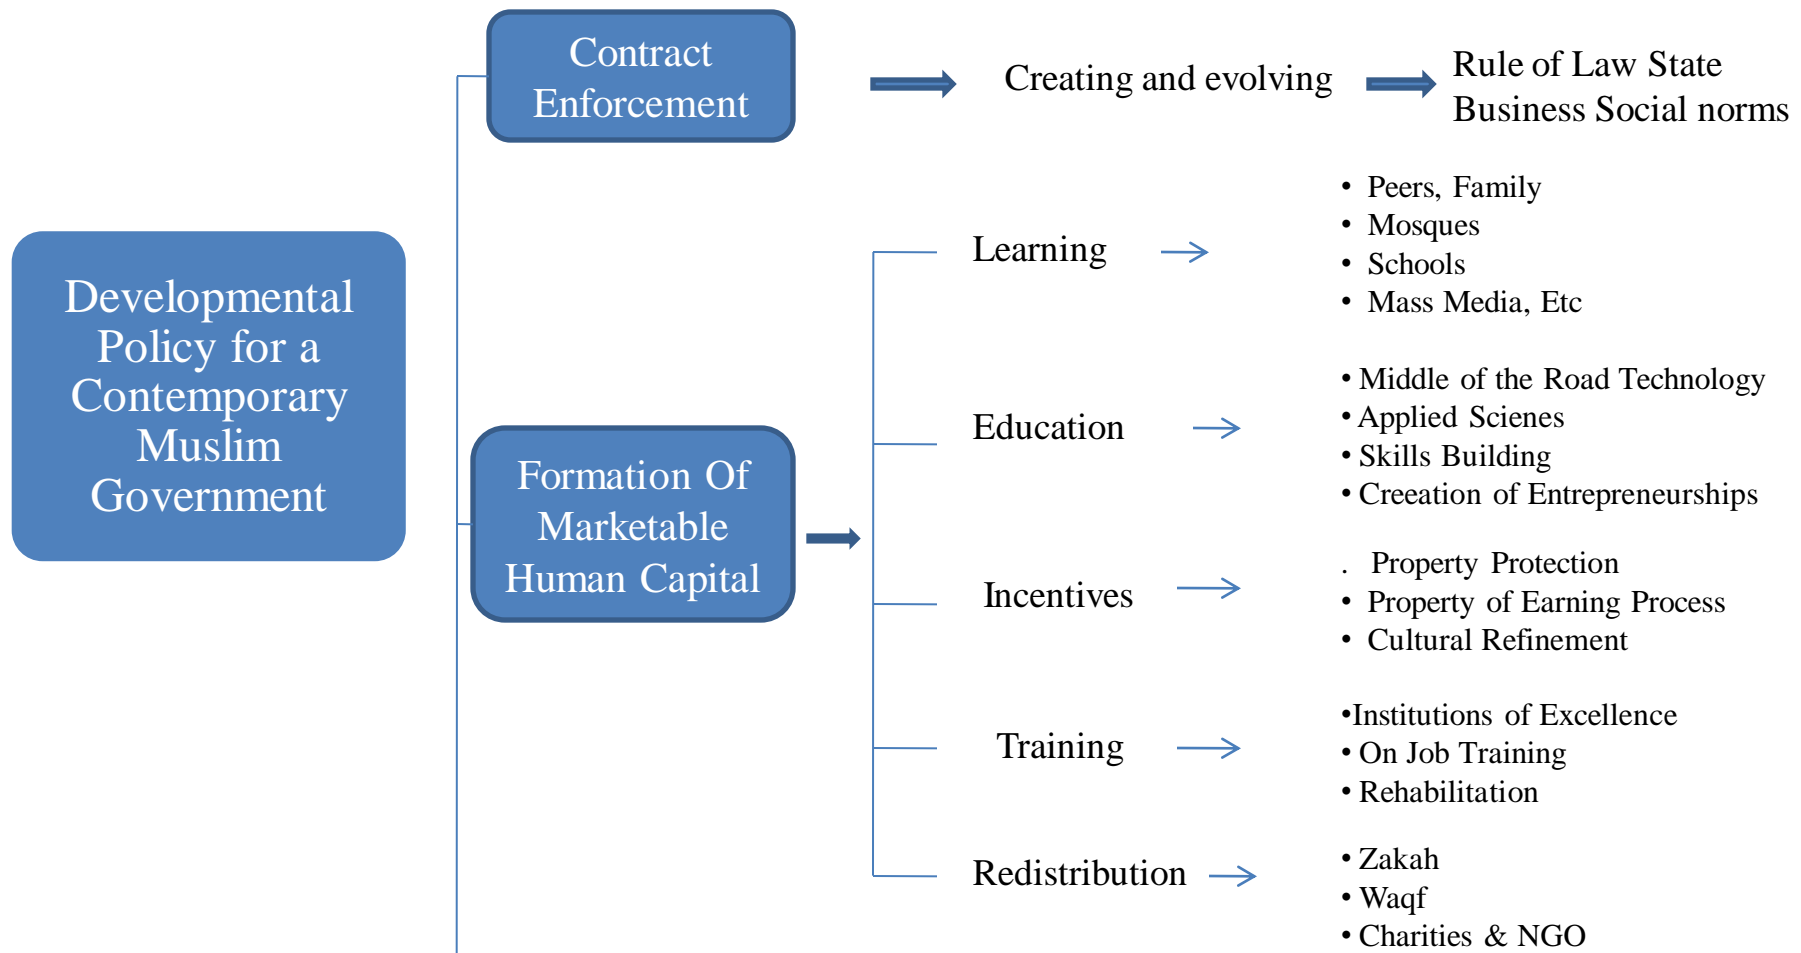 Contract
Enforcement
Creating and evolving
Rule of Law State
Business Social norms
Developmental
Policy for a
Contemporary
Muslim
Government
Formation Of
Marketable
Human Capital
Learning
• Peers, Family
• Mosques
• Schools
• Mass Media, Etc
Education
• Middle of the Road Technology
• Applied Scienes
• Skills Building
• Creeation of Entrepreneurships
Incentives
. Property Protection
• Property of Earning Process
• Cultural Refinement
Training
•Institutions of Excellence
• On Job Training
• Rehabilitation
Redistribution
• Zakah
• Waqf
• Charities & NGO